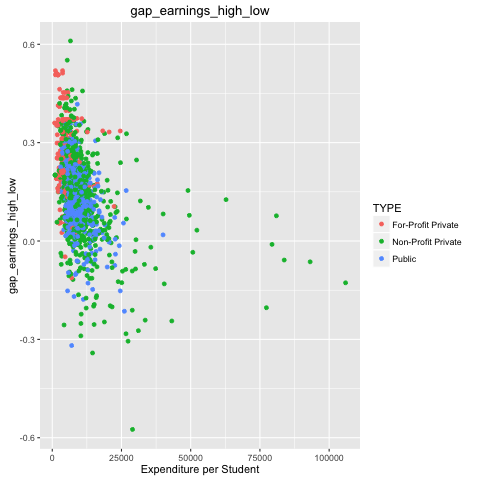 gap_earnings_high_low
gap_earnings_high_low
0.6
0.3
0.0
-0.3
-0.6
0 25000 50000 75000 100000
Expenditure per Student
TYPE
For-Profit Private
Non-Profit Private
Public